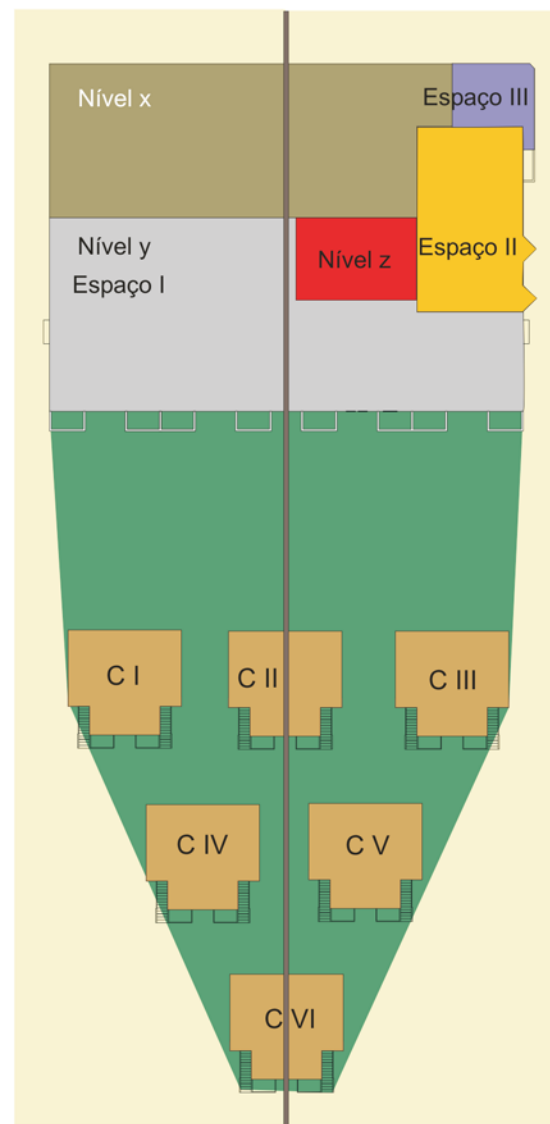 Nível x
Espaço III
Nível y
Espaço I
Nível z
Espaço II
C I
C II
C III
C IV
C V
C VI